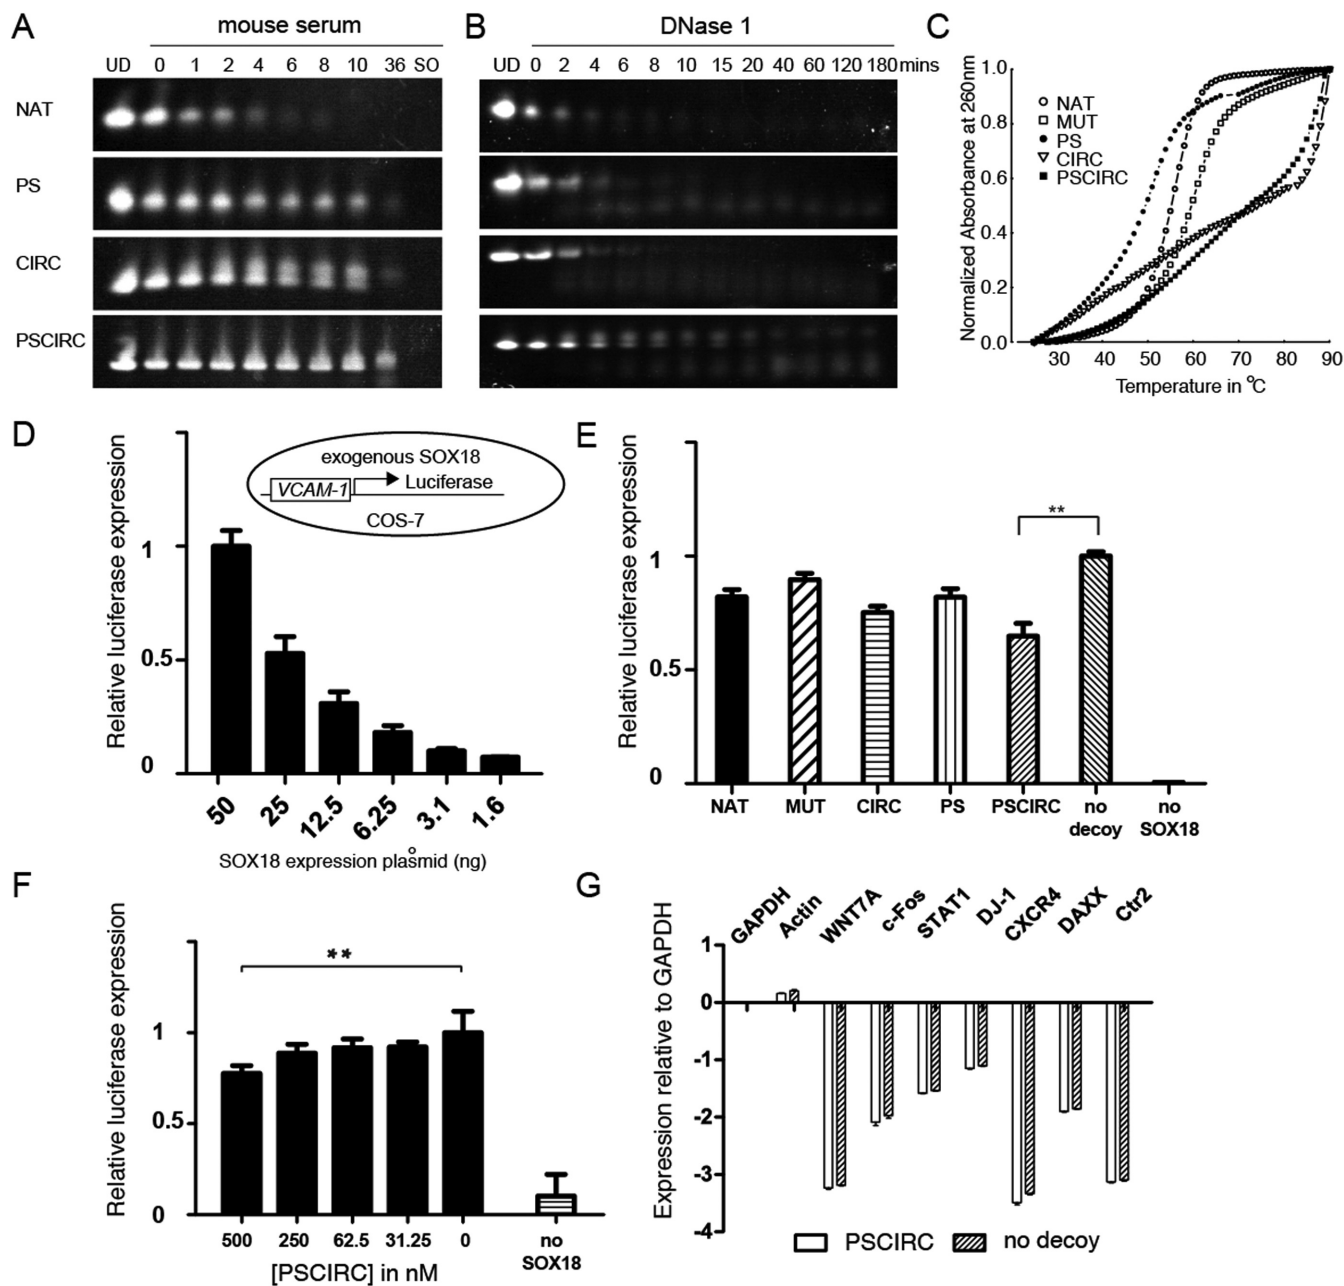 A
mouse serum
UD 0 1 2 4 6 8 10 36 SO
NAT
PS
CIRC
PSCIRC
B
DNase 1
UD 0 2 4 6 8 10 15 20 40 60 120 180 mins
C
Normalized Absorbance at 260nm
1.0
0.8
0.6
0.4
0.2
0.0
NAT
MUT
PS
CIRC
PSCIRC
40 50 60 70 80 90
Temperature in °C
D
Relative luciferase expression
1
0.5
0
exogenous SOX18
VCAM-1 Luciferase
COS-7
50 25 12.5 6.25 3.1 1.6
SOX18 expression plasmid (ng)
E
Relative luciferase expression
1
0.5
0
**
NAT MUT CIRC PS PSCIRC no decoy no SOX18
F
Relative luciferase expression
1
0.5
0
**
500 250 62.5 31.25 0 no SOX18
[PSCIRC] in nM
G
GAPDH Actin WNT7A c-Fos STAT1 DJ-1 CXCR4 DAXX Ctr2
Expression relative to GAPDH
1
0
-1
-2
-3
-4
PSCIRC no decoy